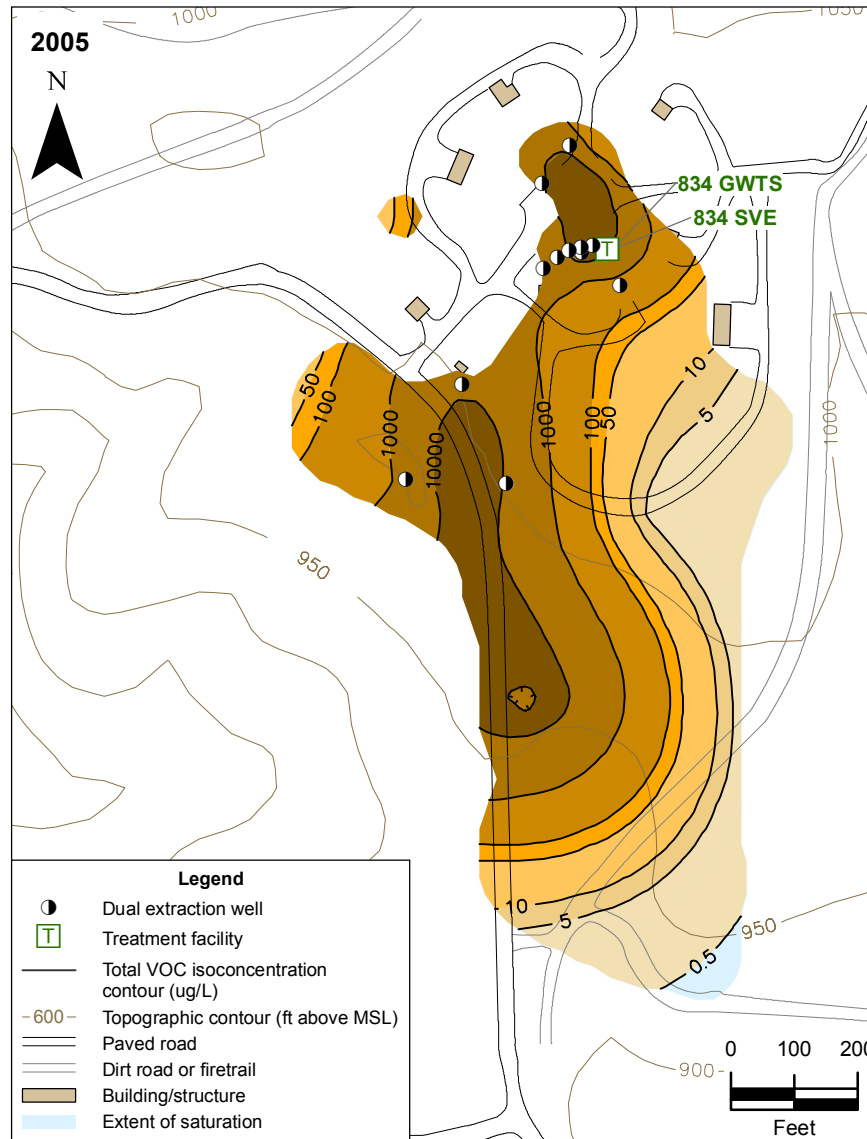 1000
1050
2005
N
834 GWTS
834 SVE
T
10
50
100
5
1000
1000
10000
1000
100
50
950
10
5
950
0.5
900
Legend
Dual extraction well
T Treatment facility
Total VOC isoconcentration
contour (ug/L)
600 Topographic contour (ft above MSL)
Paved road
Dirt road or firetrail
Building/structure
Extent of saturation
0 100 200
Feet